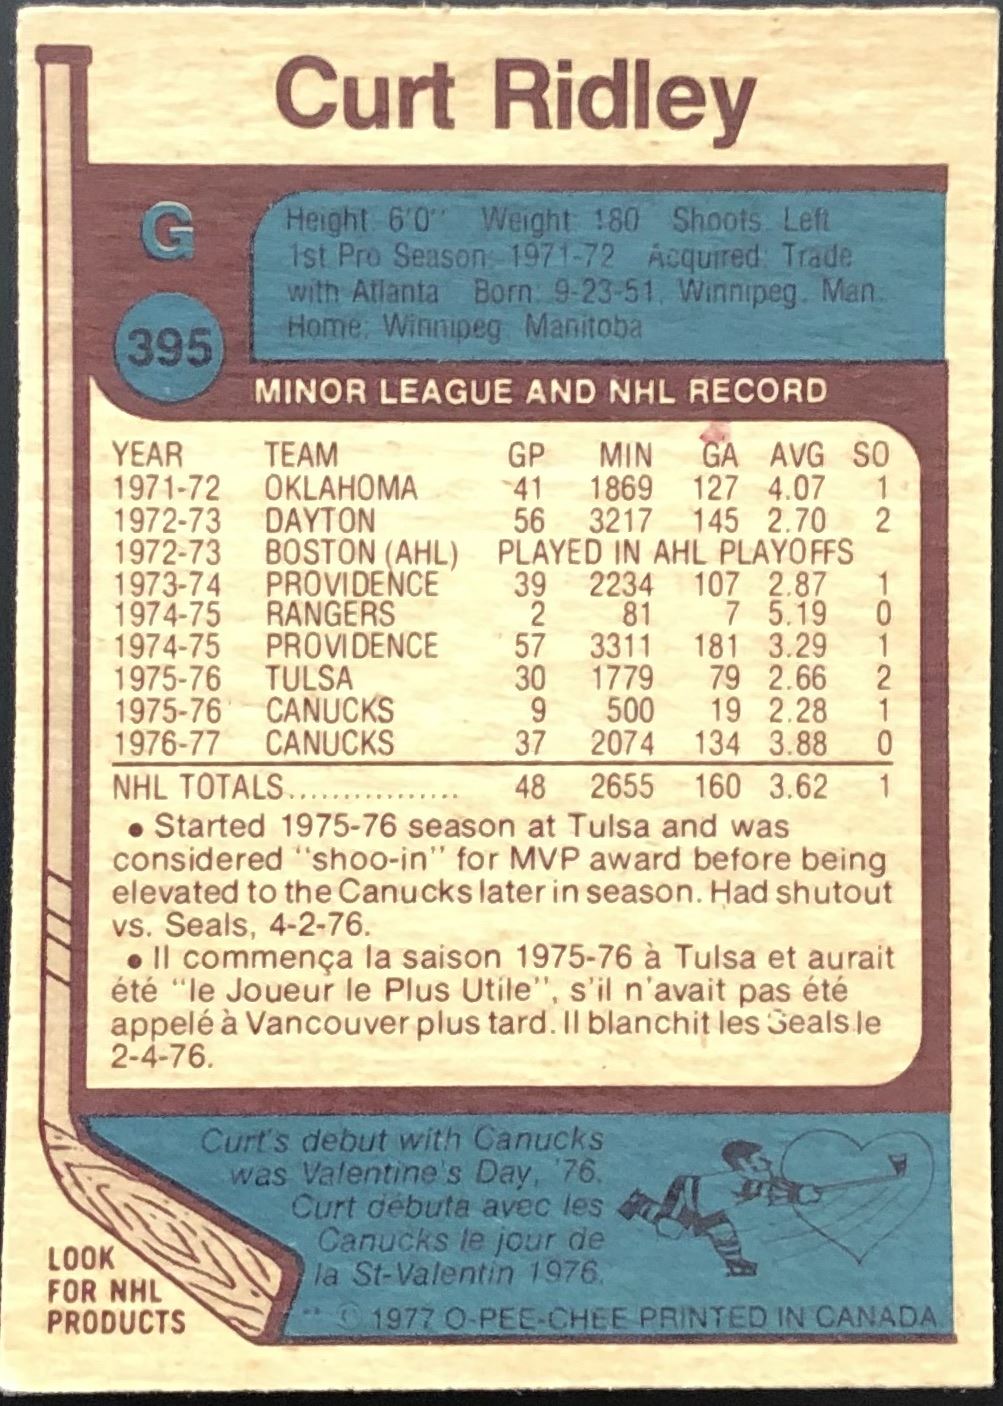 Curt Ridley
G
Height: 6'0" Weight: 180 Shoots: Left
1st Pro Season: 1971-72 Acquired: Trade
with Atlanta Born: 9-23-51, Winnipeg, Man.
Home: Winnipeg, Manitoba
395
MINOR LEAGUE AND NHL RECORD
YEAR TEAM GP MIN GA AVG SO
1971-72 OKLAHOMA 41 1869 127 4.07 1
1972-73 DAYTON 56 3217 145 2.70 2
1972-73 BOSTON (AHL) PLAYED IN AHL PLAYOFFS
1973-74 PROVIDENCE 39 2234 107 2.87 1
1974-75 RANGERS 2 81 7 5.19 0
1974-75 PROVIDENCE 57 3311 181 3.29 1
1975-76 TULSA 30 1779 79 2.66 2
1975-76 CANUCKS 9 500 19 2.28 1
1976-77 CANUCKS 37 2074 134 3.88 0
NHL TOTALS................ 48 2655 160 3.62 1
• Started 1975-76 season at Tulsa and was
considered "shoo-in" for MVP award before being
elevated to the Canucks later in season. Had shutout
vs. Seals, 4-2-76.
• Il commença la saison 1975-76 à Tulsa et aurait
été "le Joueur le Plus Utile", s'il n'avait pas été
appelé à Vancouver plus tard. Il blanchit les Seals le
2-4-76.
Curt's debut with Canucks
was Valentine's Day, '76.
Curt débuta avec les
Canucks le jour de
la St-Valentin 1976.
LOOK
FOR NHL
PRODUCTS
** © 1977 O-PEE-CHEE PRINTED IN CANADA